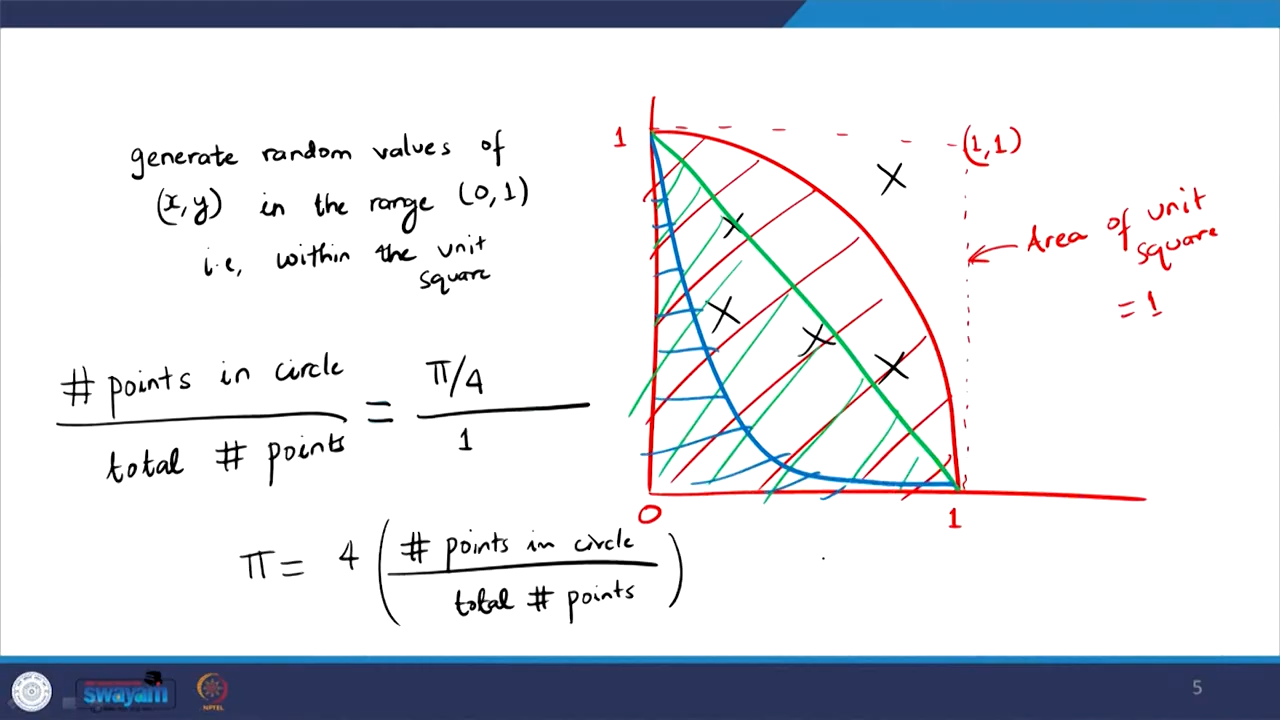 generate random values of
(x,y) in the range (0,1)
i.e, within the unit
square
# points in circle
total # points
=
π/4
1
π = 4 ( # points in circle
total # points )
1
(1,1)
Area of unit
square
= 1
0
1
swayam
NPTEL
5